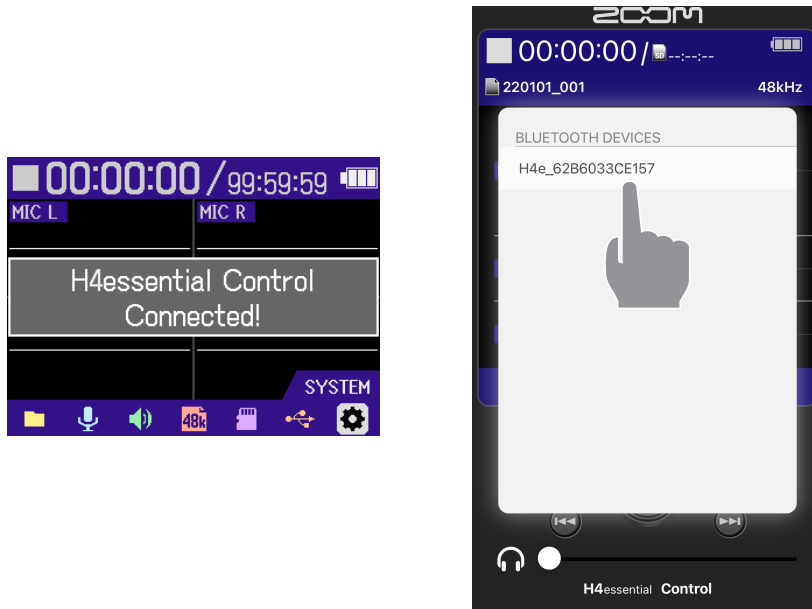 00:00:00/99:59:59
MIC L MIC R
H4essential Control
Connected!
SYSTEM
48k
ZOOM
00:00:00/SD--:--:--
220101_001 48kHz
BLUETOOTH DEVICES
H4e_62B6033CE157
H4essential Control